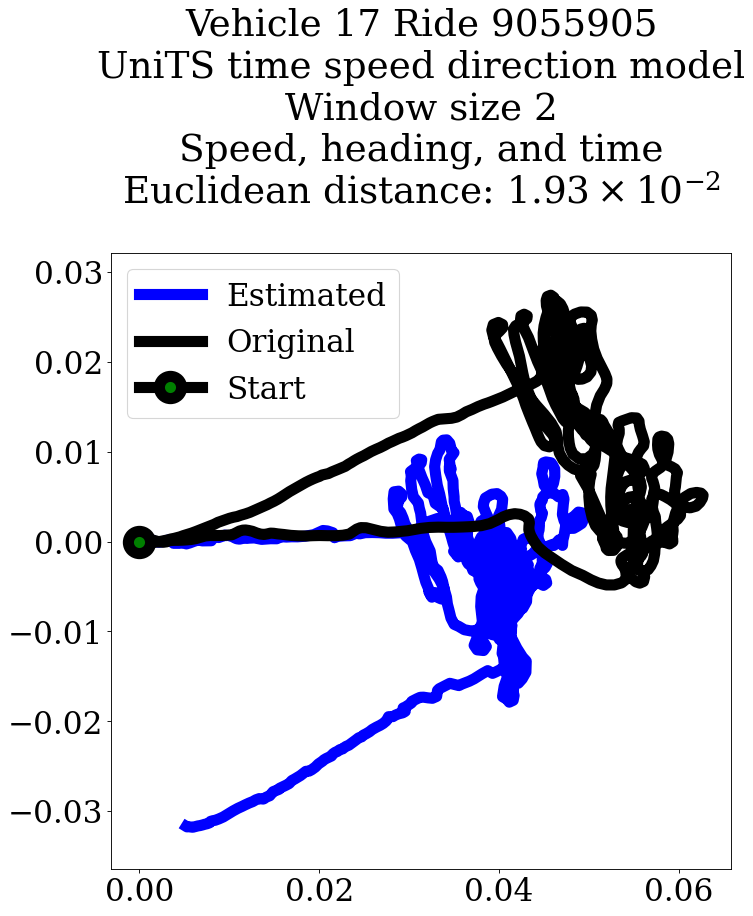 Vehicle 17 Ride 9055905
UniTS time speed direction model
Window size 2
Speed, heading, and time
Euclidean distance: 1.93 × 10⁻²
Estimated
Original
Start
0.03
0.02
0.01
0.00
−0.01
−0.02
−0.03
0.00 0.02 0.04 0.06